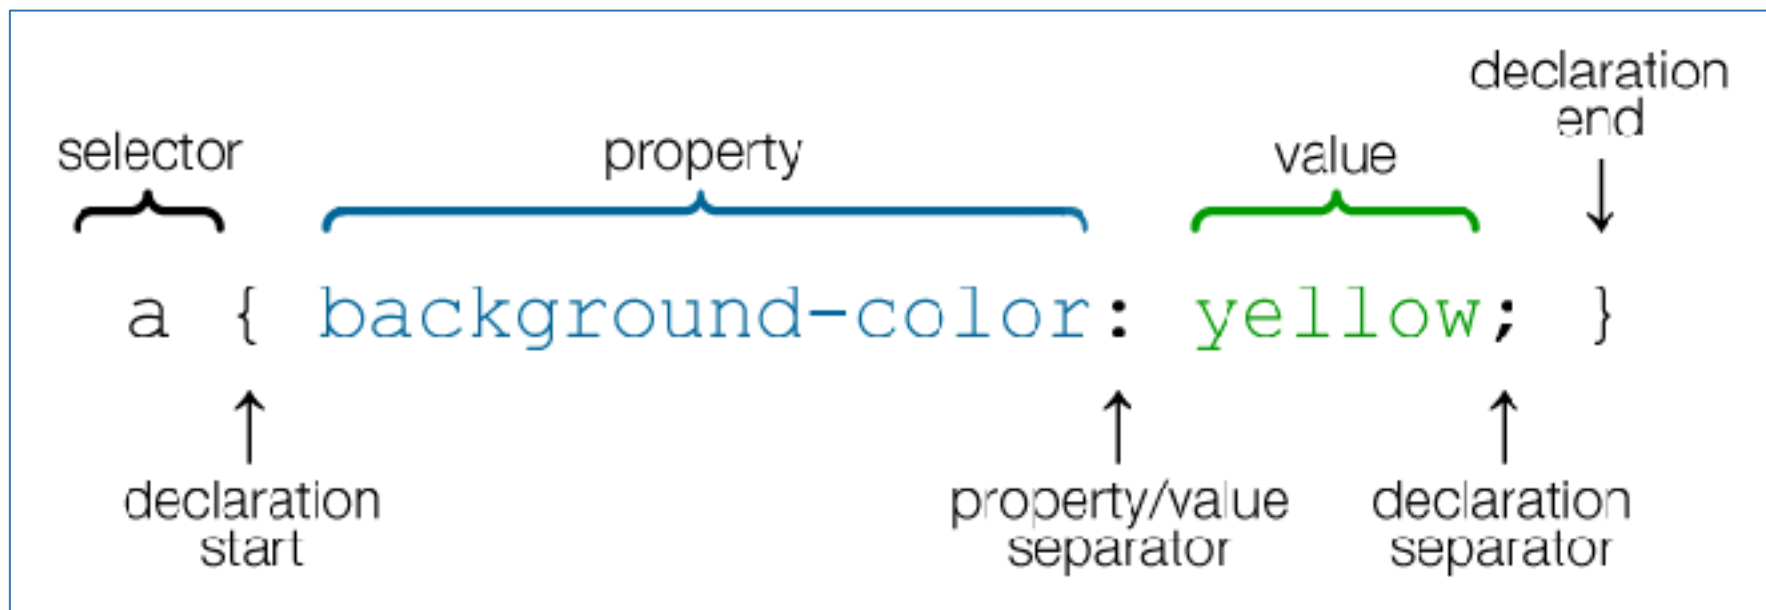 declaration
end
selector
property
value
a { background-color: yellow; }
declaration
start
property/value
separator
declaration
separator